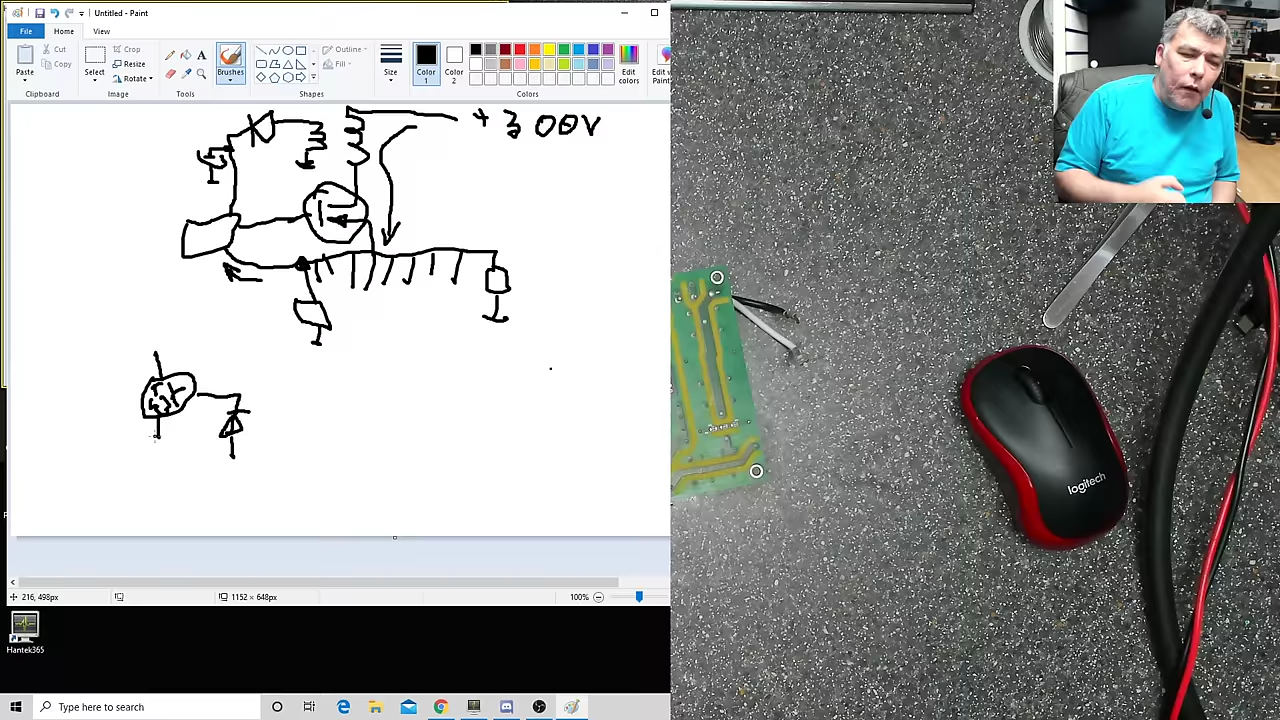 Untitled - Paint
File
Home
View
Paste
Cut
Copy
Clipboard
Select
Crop
Resize
Rotate
Image
Tools
Brushes
Shapes
Outline
Fill
Size
Color 1
Color 2
Edit colors
Edit w
Paint
Colors
+ 300V
216, 498px
1152 × 648px
100%
Hantek365
Type here to search
logitech